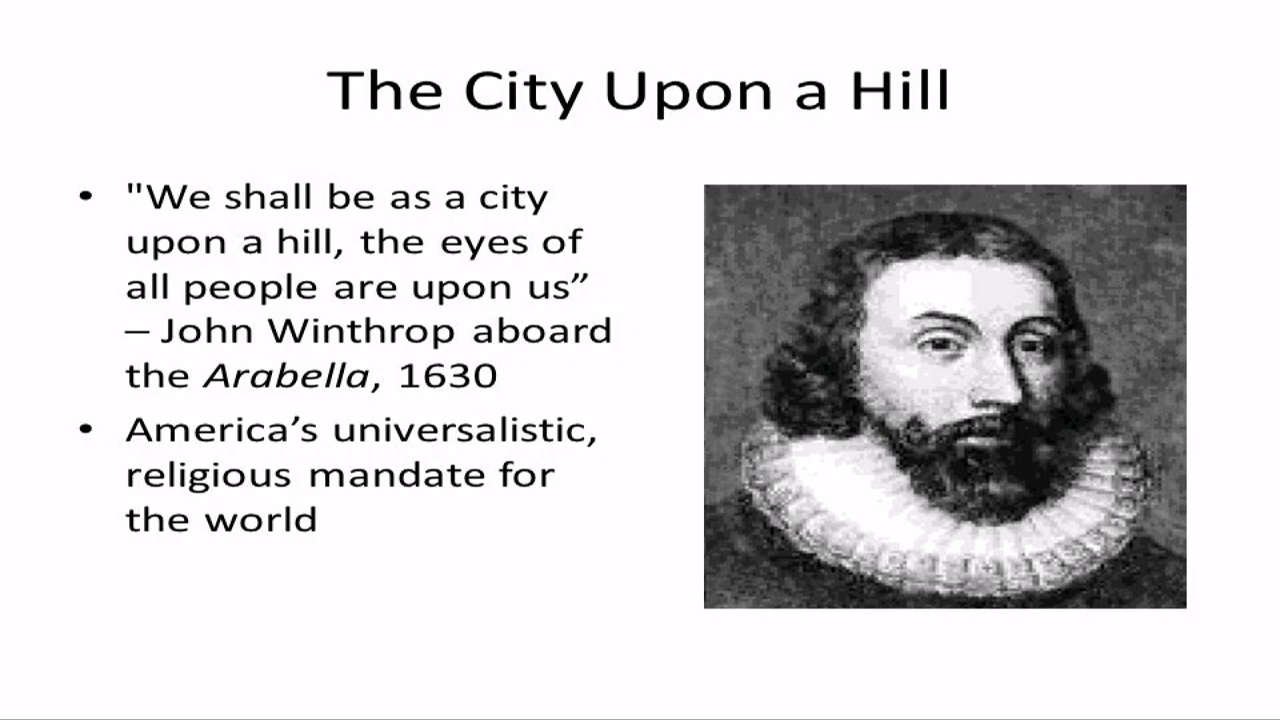 The City Upon a Hill
• "We shall be as a city
upon a hill, the eyes of
all people are upon us”
– John Winthrop aboard
the Arabella, 1630
• America’s universalistic,
religious mandate for
the world